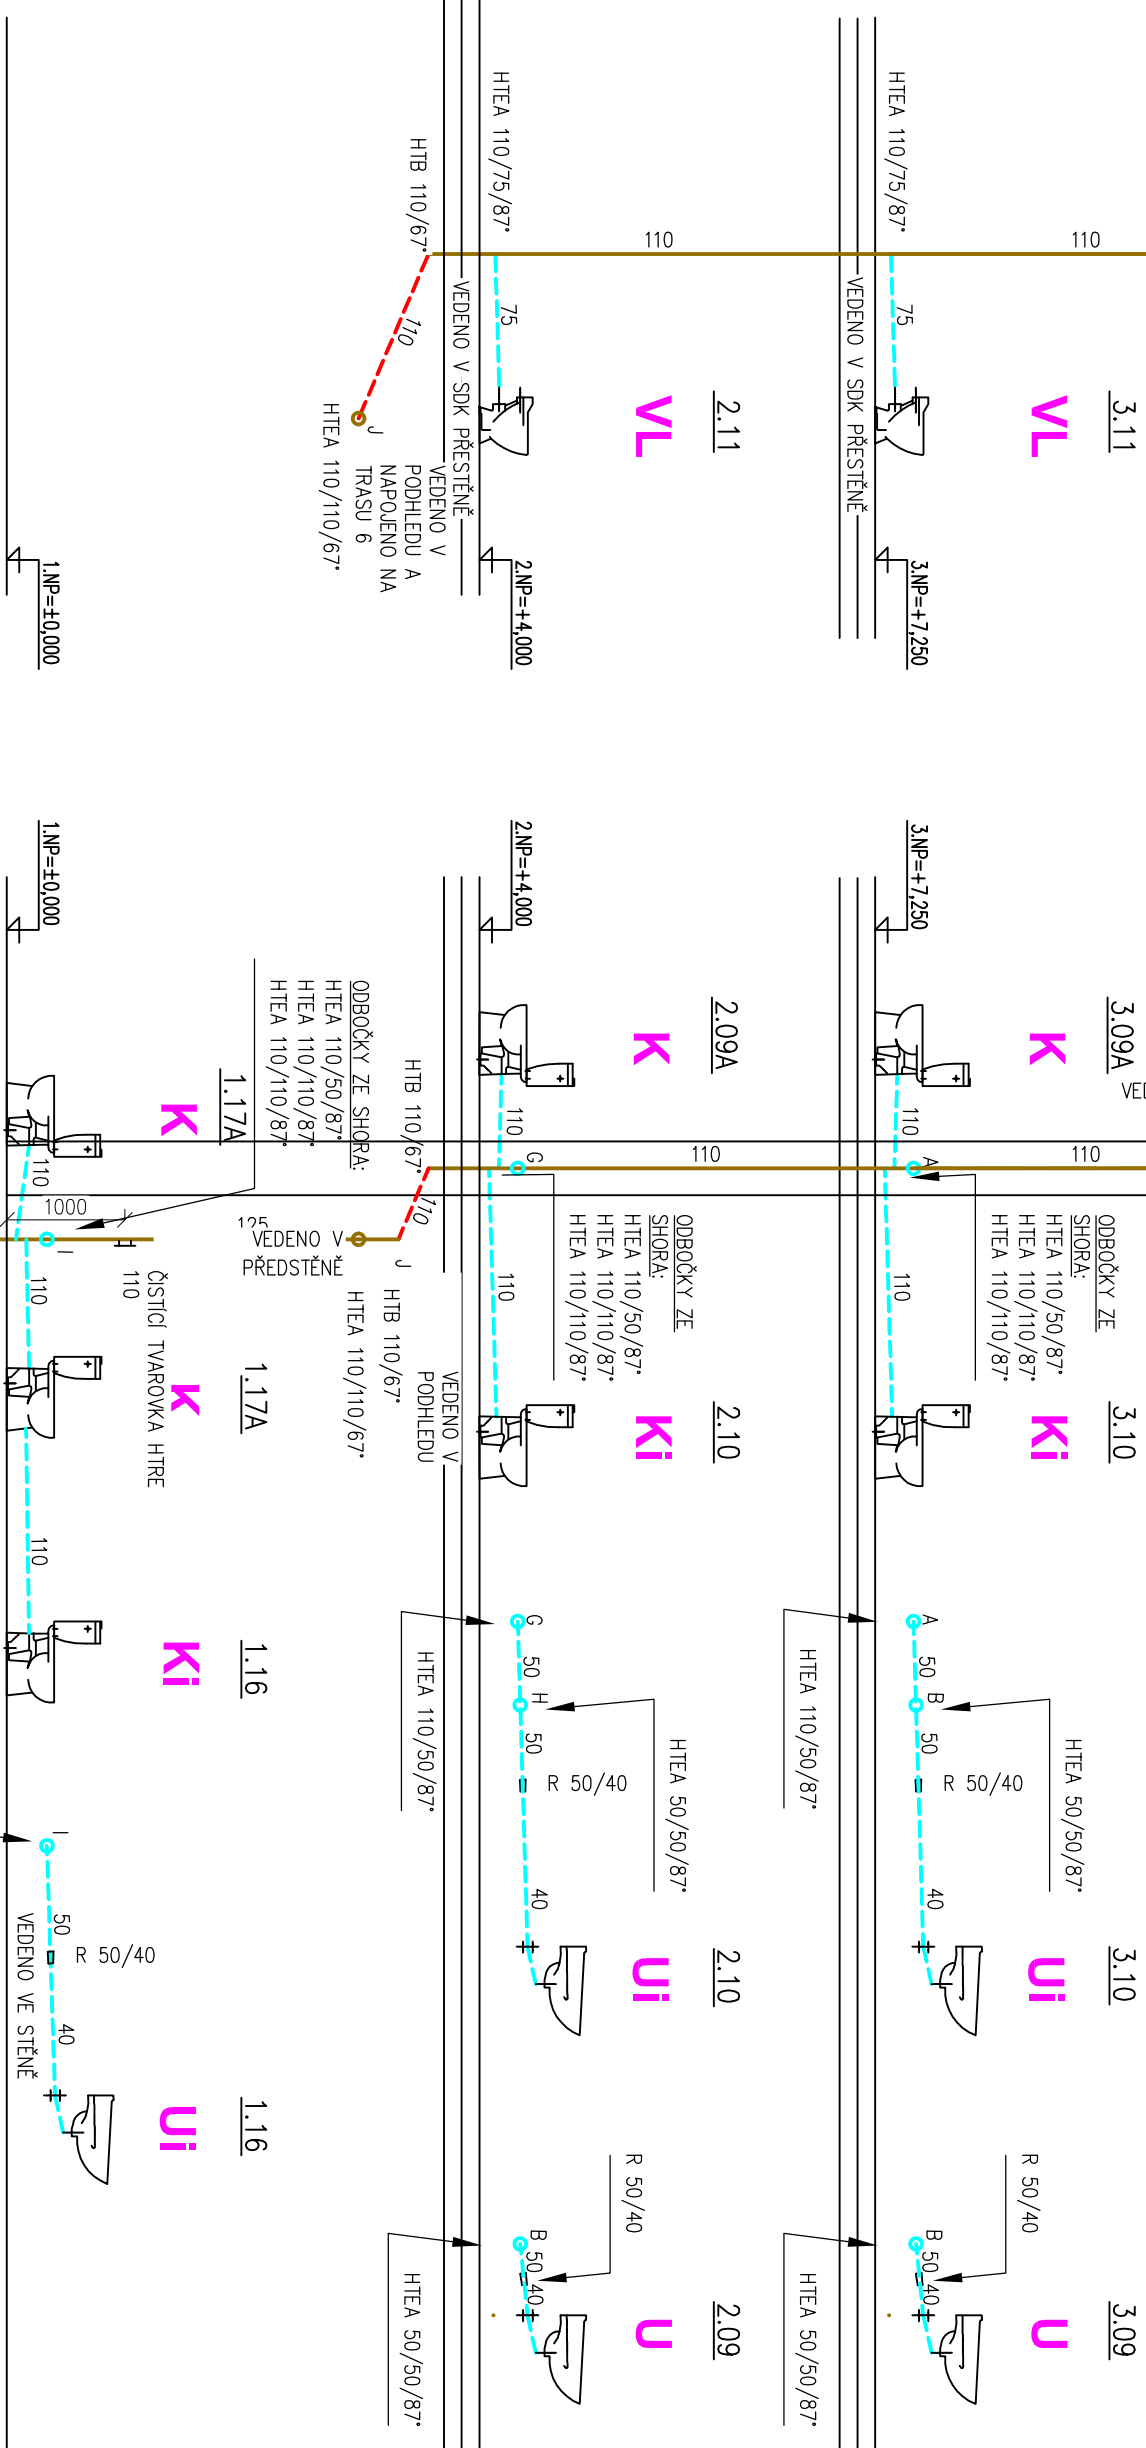 3.11
VL
HTEA 110/75/87°
110
110
75
VEDENO V SDK PŘESTĚNĚ
3.NP=+7,250
2.11
VL
HTEA 110/75/87°
75
VEDENO V SDK PŘESTĚNĚ
2.NP=+4,000
HTB 110/67°
110
J
VEDENO V
PODHLEDU A
NAPOJENO NA
TRASU 6
HTEA 110/110/67°
1.NP=±0,000
3.NP=+7,250
3.09A
K
110
110
A
ODBOČKY ZE
SHORA:
HTEA 110/50/87°
HTEA 110/110/87°
HTEA 110/110/87°
110
3.10
Ki
A
50
B
50
R 50/40
HTEA 50/50/87°
HTEA 110/50/87°
40
3.10
Ui
R 50/40
B
50
40
HTEA 50/50/87°
3.09
U
2.NP=+4,000
2.09A
K
110
110
G
ODBOČKY ZE
SHORA:
HTEA 110/50/87°
HTEA 110/110/87°
HTEA 110/110/87°
110
2.10
Ki
G
50
H
50
R 50/40
HTEA 50/50/87°
HTEA 110/50/87°
40
2.10
Ui
R 50/40
B
50
40
HTEA 50/50/87°
2.09
U
HTB 110/67°
110
J
HTB 110/67°
HTEA 110/110/67°
VEDENO V
PODHLEDU
1.NP=±0,000
ODBOČKY ZE SHORA:
HTEA 110/50/87°
HTEA 110/110/87°
HTEA 110/110/87°
1.17A
K
110
1000
125
VEDENO V
PŘEDSTĚNĚ
I
110
ČISTÍCÍ TVAROVKA HTRE
110
1.17A
K
110
1.16
Ki
I
50
R 50/40
40
VEDENO VE STĚNĚ
1.16
Ui